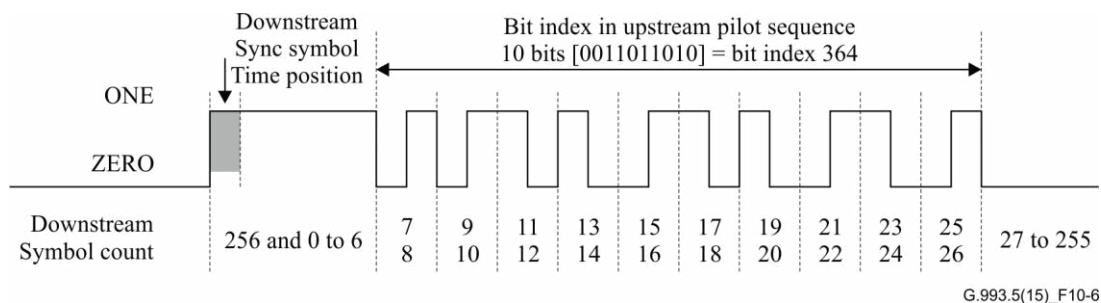 Downstream
Sync symbol
Time position
Bit index in upstream pilot sequence
10 bits [0011011010] = bit index 364
ONE
ZERO
Downstream
Symbol count
256 and 0 to 6
7 9 11 13 15 17 19 21 23 25
8 10 12 14 16 18 20 22 24 26
27 to 255
G.993.5(15)_F10-6